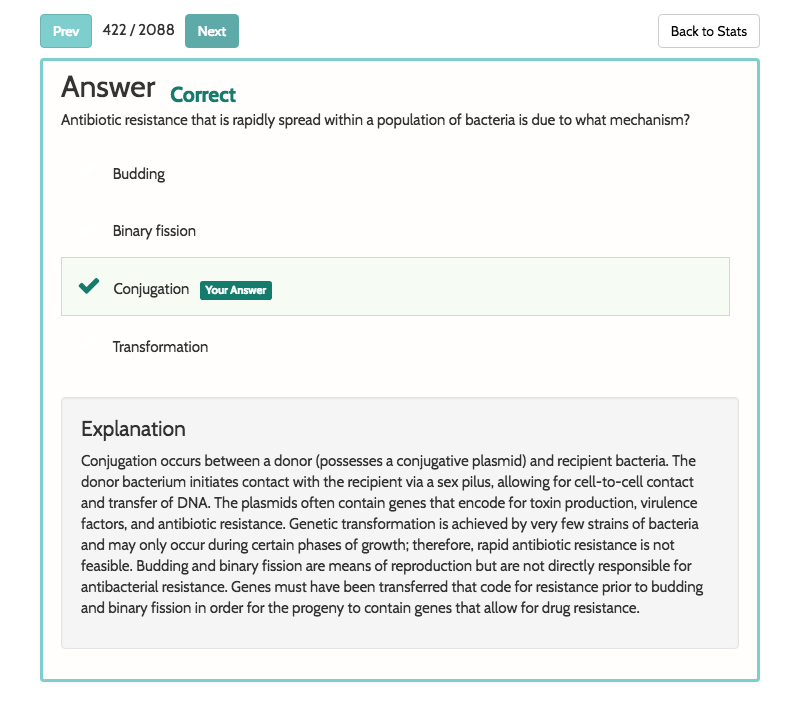 Prev 422 / 2088 Next Back to Stats
Answer Correct
Antibiotic resistance that is rapidly spread within a population of bacteria is due to what mechanism?
Budding
Binary fission
Conjugation Your Answer
Transformation
Explanation
Conjugation occurs between a donor (possesses a conjugative plasmid) and recipient bacteria. The
donor bacterium initiates contact with the recipient via a sex pilus, allowing for cell-to-cell contact
and transfer of DNA. The plasmids often contain genes that encode for toxin production, virulence
factors, and antibiotic resistance. Genetic transformation is achieved by very few strains of bacteria
and may only occur during certain phases of growth; therefore, rapid antibiotic resistance is not
feasible. Budding and binary fission are means of reproduction but are not directly responsible for
antibacterial resistance. Genes must have been transferred that code for resistance prior to budding
and binary fission in order for the progeny to contain genes that allow for drug resistance.